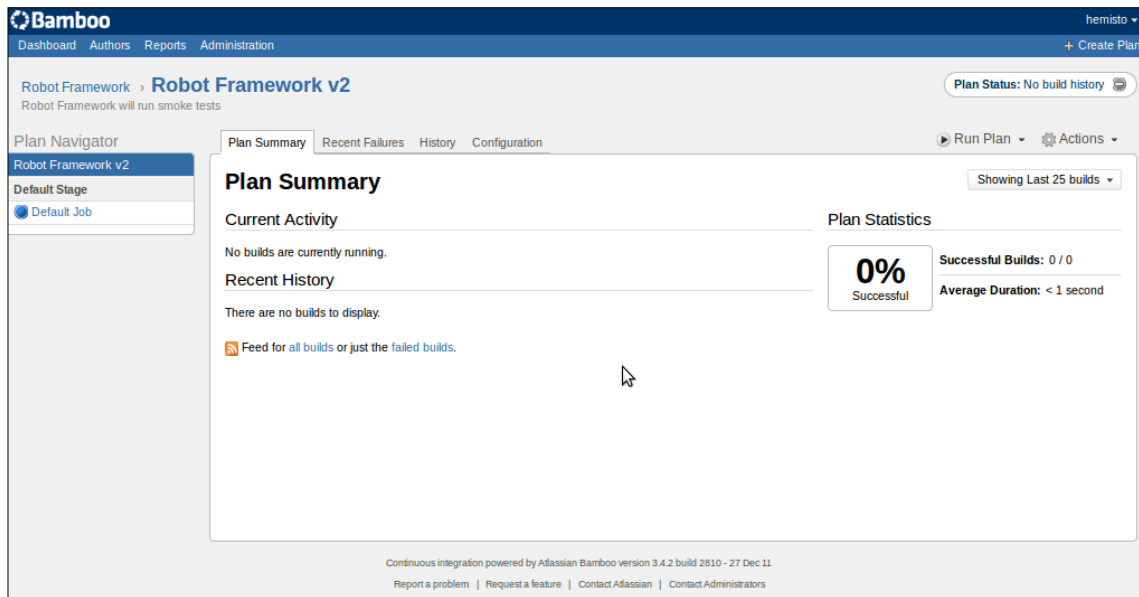 Bamboo
hemisto
Dashboard Authors Reports Administration
+ Create Plan
Robot Framework › Robot Framework v2
Robot Framework will run smoke tests
Plan Status: No build history
Plan Navigator
Robot Framework v2
Default Stage
Default Job
Plan Summary Recent Failures History Configuration
Run Plan Actions
Plan Summary
Showing Last 25 builds
Current Activity
No builds are currently running.
Recent History
There are no builds to display.
Feed for all builds or just the failed builds.
Plan Statistics
0%
Successful
Successful Builds: 0 / 0
Average Duration: < 1 second
Continuous integration powered by Atlassian Bamboo version 3.4.2 build 2810 - 27 Dec 11
Report a problem | Request a feature | Contact Atlassian | Contact Administrators